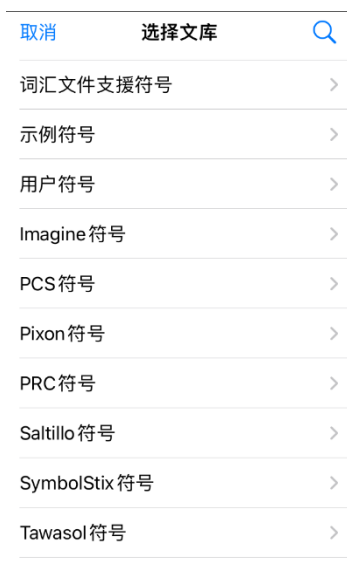 取消 选择文库
词汇文件支援符号
示例符号
用户符号
Imagine符号
PCS符号
Pixon符号
PRC符号
Saltillo符号
SymbolStix符号
Tawasol符号